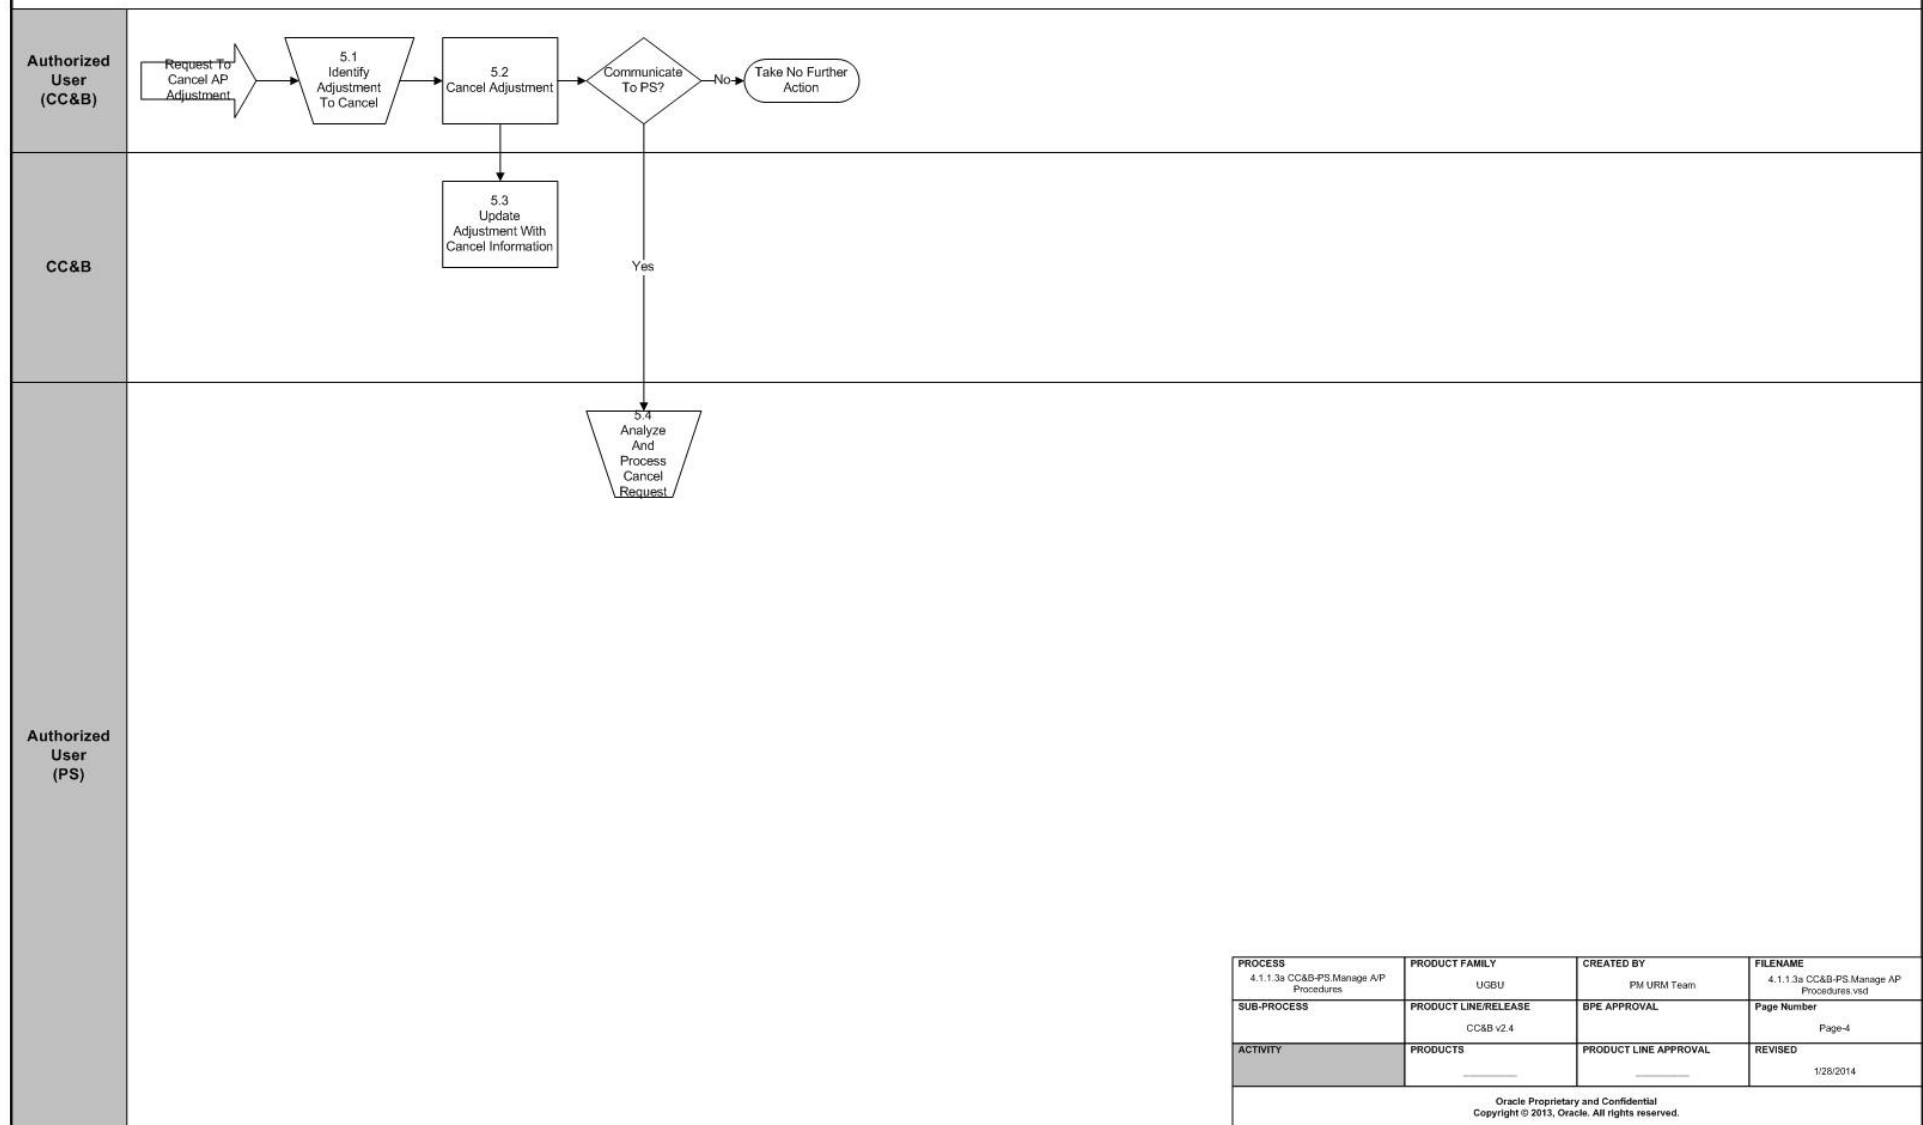 Authorized
User
(CC&B)
Request To
Cancel AP
Adjustment
5.1
Identify
Adjustment
To Cancel
5.2
Cancel Adjustment
Communicate
To PS?
No
Take No Further
Action
CC&B
5.3
Update
Adjustment With
Cancel Information
Yes
Authorized
User
(PS)
5.4
Analyze
And
Process
Cancel
Request
PROCESS
4.1.1.3a CC&B-PS.Manage A/P
Procedures
PRODUCT FAMILY
UGBU
CREATED BY
PM URM Team
FILENAME
4.1.1.3a CC&B-PS.Manage AP
Procedures.vsd
SUB-PROCESS
PRODUCT LINE/RELEASE
CC&B v2.4
BPE APPROVAL
Page Number
Page-4
ACTIVITY
PRODUCTS
PRODUCT LINE APPROVAL
REVISED
1/28/2014
Oracle Proprietary and Confidential
Copyright © 2013, Oracle. All rights reserved.